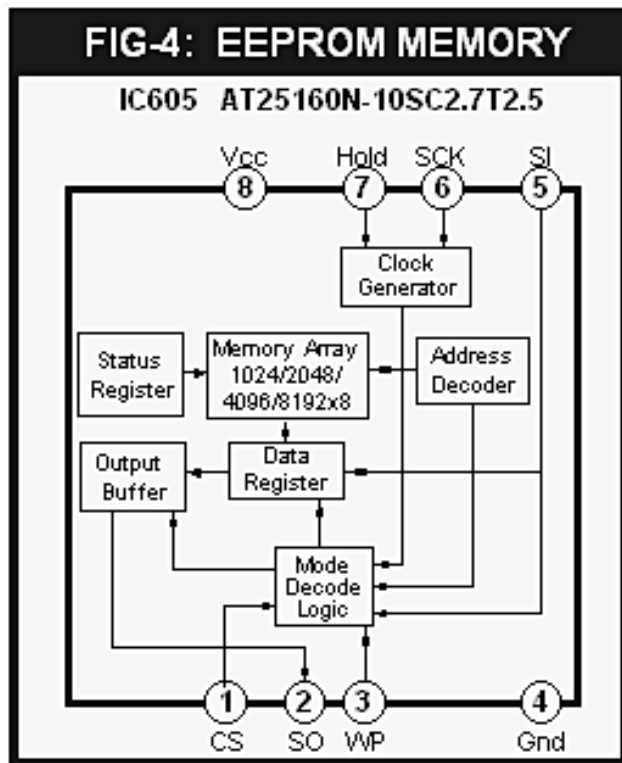 FIG-4: EEPROM MEMORY
IC605 AT25160N-10SC2.7T2.5
Vcc Hold SCK SI
8 7 6 5
Clock
Generator
Status
Register
Memory Array
1024/2048/
4096/8192x8
Address
Decoder
Output
Buffer
Data
Register
Mode
Decode
Logic
1 2 3 4
CS SO WP Gnd